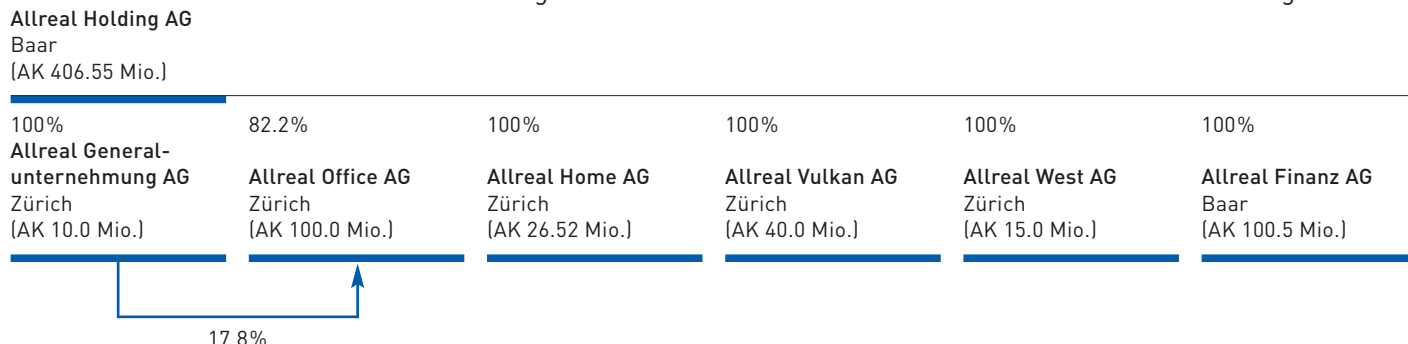 Allreal Holding AG
Baar
(AK 406.55 Mio.)
100%
Allreal General-
unternehmung AG
Zürich
(AK 10.0 Mio.)
82.2%
Allreal Office AG
Zürich
(AK 100.0 Mio.)
100%
Allreal Home AG
Zürich
(AK 26.52 Mio.)
100%
Allreal Vulkan AG
Zürich
(AK 40.0 Mio.)
100%
Allreal West AG
Zürich
(AK 15.0 Mio.)
100%
Allreal Finanz AG
Baar
(AK 100.5 Mio.)
17.8%